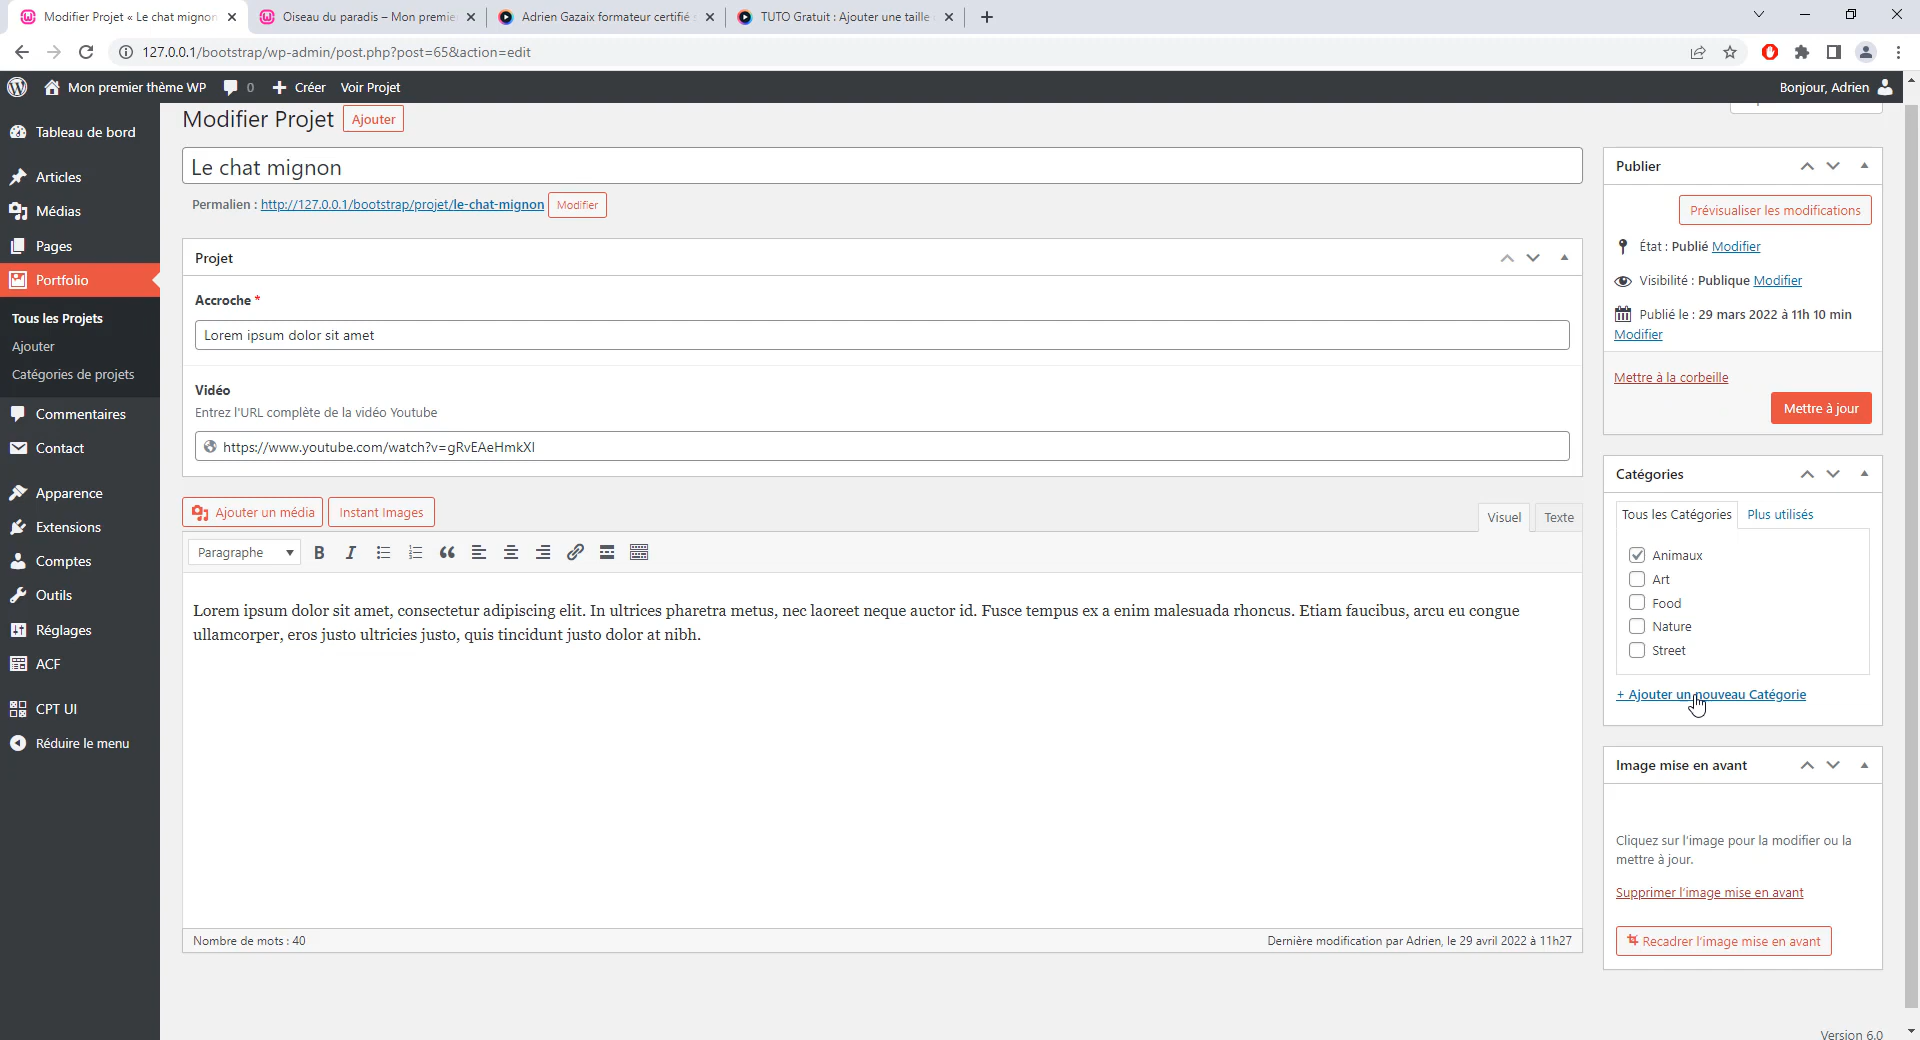 Modifier Projet « Le chat mignon
Oiseau du paradis – Mon premie
Adrien Gazaix formateur certifié
TUTO Gratuit : Ajouter une taille
127.0.0.1/bootstrap/wp-admin/post.php?post=65&action=edit
Mon premier thème WP
0
Créer
Voir Projet
Bonjour, Adrien
Tableau de bord
Articles
Médias
Pages
Portfolio
Tous les Projets
Ajouter
Catégories de projets
Commentaires
Contact
Apparence
Extensions
Comptes
Outils
Réglages
ACF
CPT UI
Réduire le menu
Modifier Projet
Ajouter
Le chat mignon
Permalien : http://127.0.0.1/bootstrap/projet/le-chat-mignon Modifier
Projet
Accroche *
Lorem ipsum dolor sit amet
Vidéo
Entrez l'URL complète de la vidéo Youtube
https://www.youtube.com/watch?v=gRvEAeHmkXI
Ajouter un média
Instant Images
Visuel
Texte
Paragraphe
Lorem ipsum dolor sit amet, consectetur adipiscing elit. In ultrices pharetra metus, nec laoreet neque auctor id. Fusce tempus ex a enim malesuada rhoncus. Etiam faucibus, arcu eu congue
ullamcorper, eros justo ultricies justo, quis tincidunt justo dolor at nibh.
Nombre de mots : 40
Dernière modification par Adrien, le 29 avril 2022 à 11h27
Publier
Prévisualiser les modifications
État : Publié Modifier
Visibilité : Publique Modifier
Publié le : 29 mars 2022 à 11h 10 min
Modifier
Mettre à la corbeille
Mettre à jour
Catégories
Tous les Catégories
Plus utilisés
Animaux
Art
Food
Nature
Street
+ Ajouter un nouveau Catégorie
Image mise en avant
Cliquez sur l'image pour la modifier ou la
mettre à jour.
Supprimer l'image mise en avant
Recadrer l'image mise en avant
Version 6.0